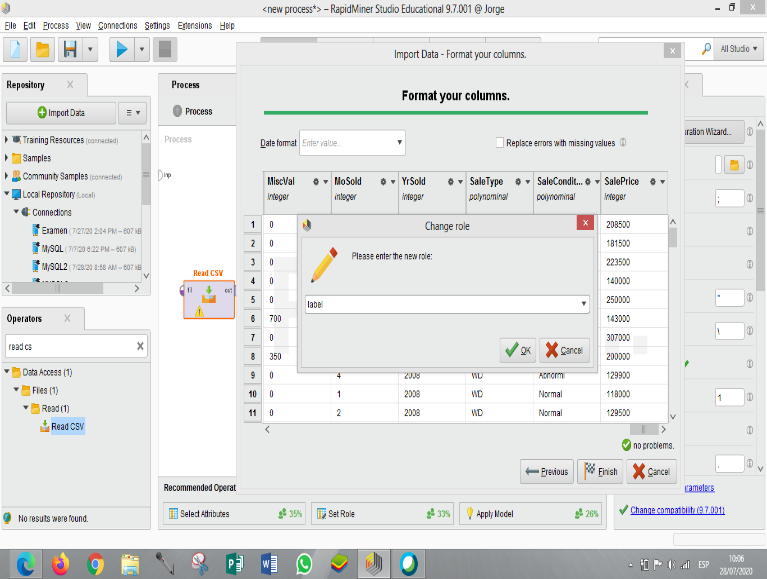 <new process*> – RapidMiner Studio Educational 9.7.001 @ Jorge
File Edit Process View Connections Settings Extensions Help
All Studio
Import Data - Format your columns.
Repository
Import Data
Training Resources (connected)
Samples
Community Samples (connected)
Local Repository (Local)
Connections
Examen (7/27/20 2:04 PM – 607 kB
MySQL (7/7/20 6:22 PM – 607 kB)
MySQL2 (7/28/20 8:58 AM – 607 kB
Process
Process
Process
inp
Read CSV
fil out
Format your columns.
Date format Enter value.. Replace errors with missing values
MiscVal MoSold YrSold SaleType SaleCondit... SalePrice
integer integer integer polynominal polynominal integer
1 0 208500
2 0 181500
3 0 223500
4 0 140000
5 0 250000
6 700 143000
7 0 307000
8 350 200000
9 0 4 2008 WD Abnorml 129900
10 0 1 2008 WD Normal 118000
11 0 2 2008 WD Normal 129500
Change role
Please enter the new role:
label
OK Cancel
no problems.
Previous Finish Cancel
Operators
read cs
Data Access (1)
Files (1)
Read (1)
Read CSV
No results were found.
Recommended Operat
Select Attributes 35%
Set Role 33%
Apply Model 26%
uration Wizard...
;
"
\
1
.
rameters
Change compatibility (9.7.001)
ESP
10:06
28/07/2020